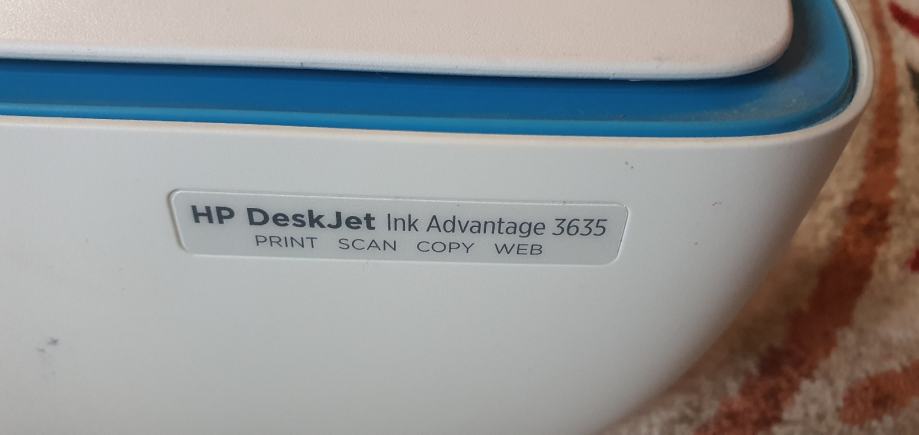 HP DeskJet Ink Advantage 3635
PRINT SCAN COPY WEB